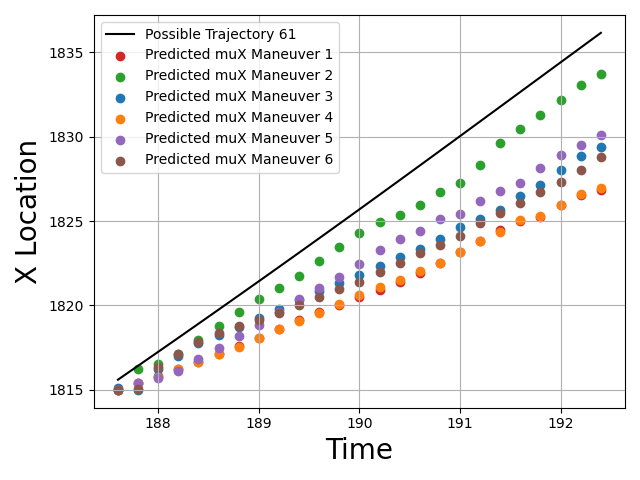 Possible Trajectory 61
Predicted muX Maneuver 1
Predicted muX Maneuver 2
Predicted muX Maneuver 3
Predicted muX Maneuver 4
Predicted muX Maneuver 5
Predicted muX Maneuver 6
1835
1830
1825
1820
1815
X Location
188 189 190 191 192
Time